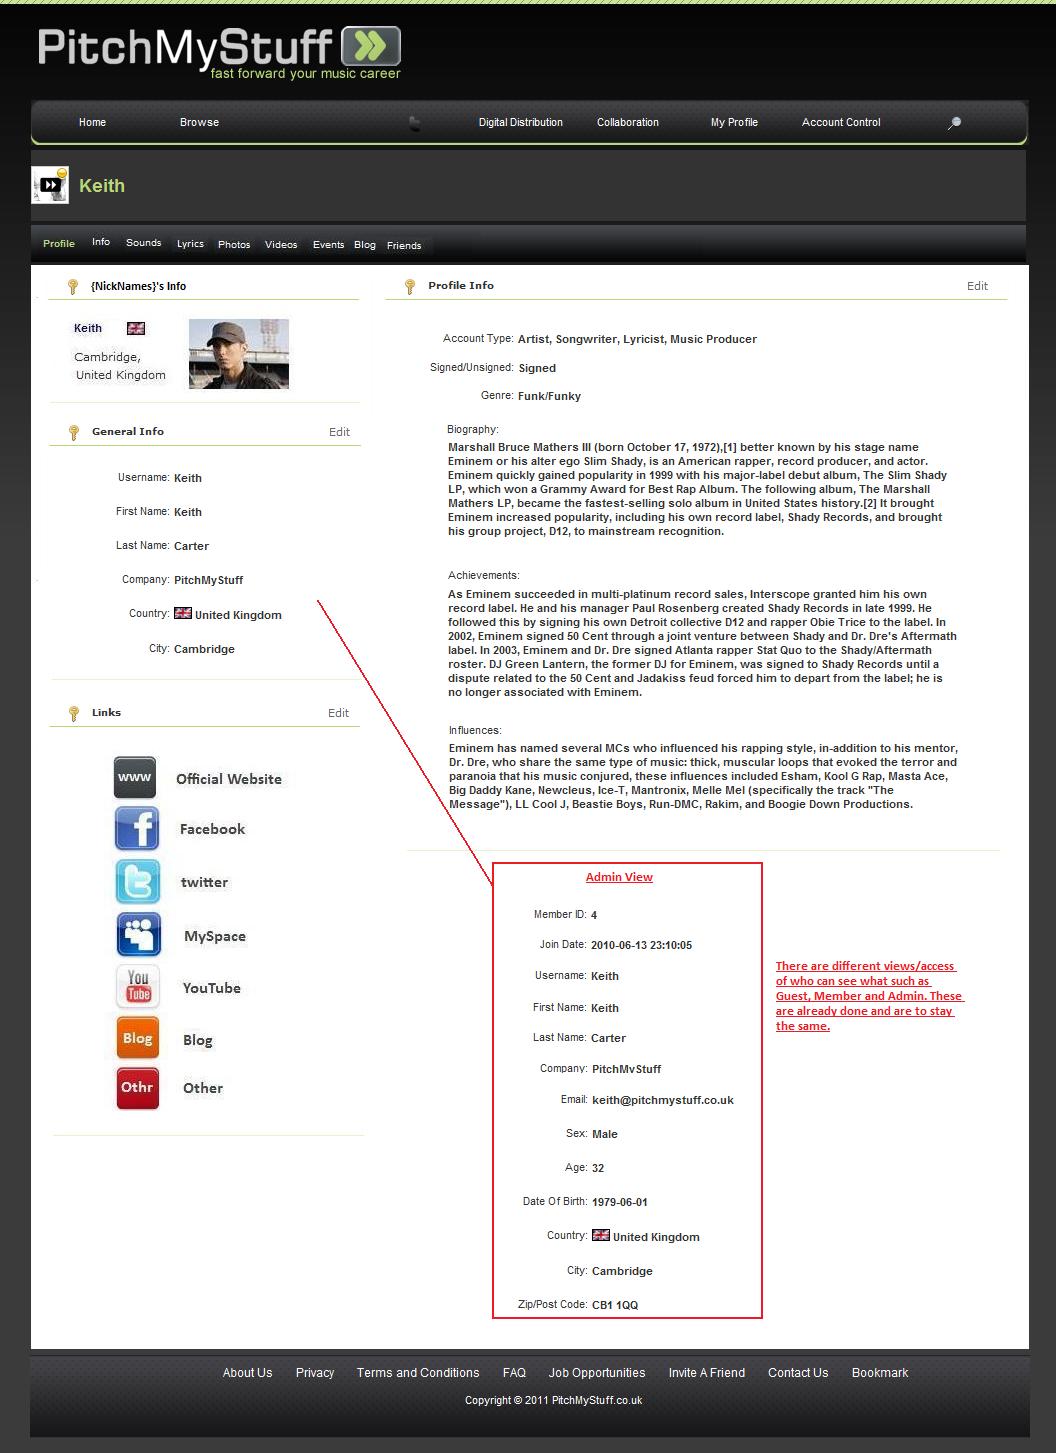 PitchMyStuff
fast forward your music career
Home Browse Digital Distribution Collaboration My Profile Account Control
Keith
Profile Info Sounds Lyrics Photos Videos Events Blog Friends
{NickNames}'s Info
Keith
Cambridge,
United Kingdom
General Info Edit
Username: Keith
First Name: Keith
Last Name: Carter
Company: PitchMyStuff
Country: United Kingdom
City: Cambridge
Links Edit
www Official Website
f Facebook
t twitter
MySpace
You Tube YouTube
Blog Blog
Othr Other
Profile Info Edit
Account Type: Artist, Songwriter, Lyricist, Music Producer
Signed/Unsigned: Signed
Genre: Funk/Funky
Biography:
Marshall Bruce Mathers III (born October 17, 1972),[1] better known by his stage name
Eminem or his alter ego Slim Shady, is an American rapper, record producer, and actor.
Eminem quickly gained popularity in 1999 with his major-label debut album, The Slim Shady
LP, which won a Grammy Award for Best Rap Album. The following album, The Marshall
Mathers LP, became the fastest-selling solo album in United States history.[2] It brought
Eminem increased popularity, including his own record label, Shady Records, and brought
his group project, D12, to mainstream recognition.
Achievements:
As Eminem succeeded in multi-platinum record sales, Interscope granted him his own
record label. He and his manager Paul Rosenberg created Shady Records in late 1999. He
followed this by signing his own Detroit collective D12 and rapper Obie Trice to the label. In
2002, Eminem signed 50 Cent through a joint venture between Shady and Dr. Dre's Aftermath
label. In 2003, Eminem and Dr. Dre signed Atlanta rapper Stat Quo to the Shady/Aftermath
roster. DJ Green Lantern, the former DJ for Eminem, was signed to Shady Records until a
dispute related to the 50 Cent and Jadakiss feud forced him to depart from the label; he is
no longer associated with Eminem.
Influences:
Eminem has named several MCs who influenced his rapping style, in-addition to his mentor,
Dr. Dre, who share the same type of music: thick, muscular loops that evoked the terror and
paranoia that his music conjured, these influences included Esham, Kool G Rap, Masta Ace,
Big Daddy Kane, Newcleus, Ice-T, Mantronix, Melle Mel (specifically the track "The
Message"), LL Cool J, Beastie Boys, Run-DMC, Rakim, and Boogie Down Productions.
Admin View
Member ID: 4
Join Date: 2010-06-13 23:10:05
Username: Keith
First Name: Keith
Last Name: Carter
Company: PitchMyStuff
Email: keith@pitchmystuff.co.uk
Sex: Male
Age: 32
Date Of Birth: 1979-06-01
Country: United Kingdom
City: Cambridge
Zip/Post Code: CB1 1QQ
There are different views/access
of who can see what such as
Guest, Member and Admin. These
are already done and are to stay
the same.
About Us Privacy Terms and Conditions FAQ Job Opportunities Invite A Friend Contact Us Bookmark
Copyright © 2011 PitchMyStuff.co.uk